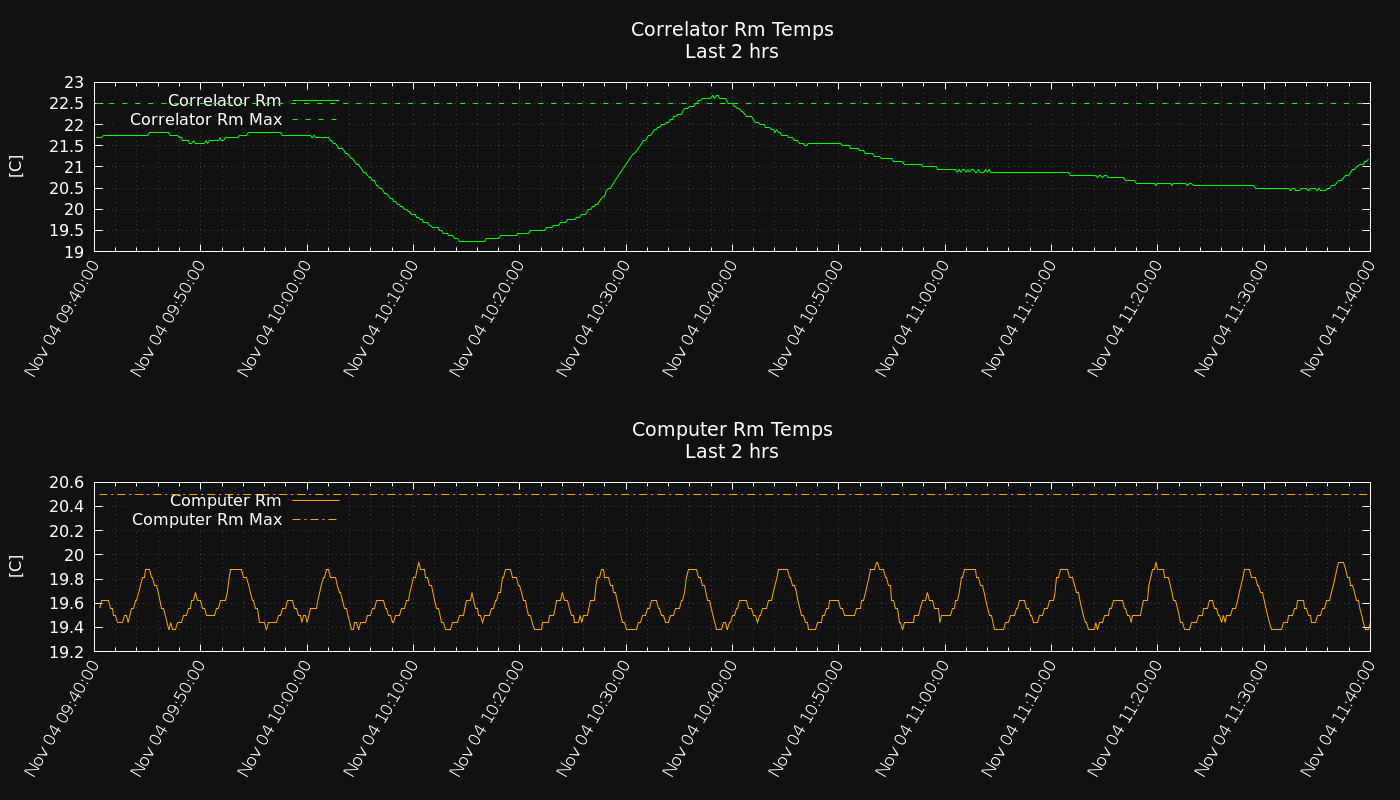 Correlator Rm Temps
Last 2 hrs
23
22.5
22
21.5
21
20.5
20
19.5
19
[C]
Correlator Rm
Correlator Rm Max
Nov 04 09:40:00
Nov 04 09:50:00
Nov 04 10:00:00
Nov 04 10:10:00
Nov 04 10:20:00
Nov 04 10:30:00
Nov 04 10:40:00
Nov 04 10:50:00
Nov 04 11:00:00
Nov 04 11:10:00
Nov 04 11:20:00
Nov 04 11:30:00
Nov 04 11:40:00
Computer Rm Temps
Last 2 hrs
20.6
20.4
20.2
20
19.8
19.6
19.4
19.2
[C]
Computer Rm
Computer Rm Max
Nov 04 09:40:00
Nov 04 09:50:00
Nov 04 10:00:00
Nov 04 10:10:00
Nov 04 10:20:00
Nov 04 10:30:00
Nov 04 10:40:00
Nov 04 10:50:00
Nov 04 11:00:00
Nov 04 11:10:00
Nov 04 11:20:00
Nov 04 11:30:00
Nov 04 11:40:00